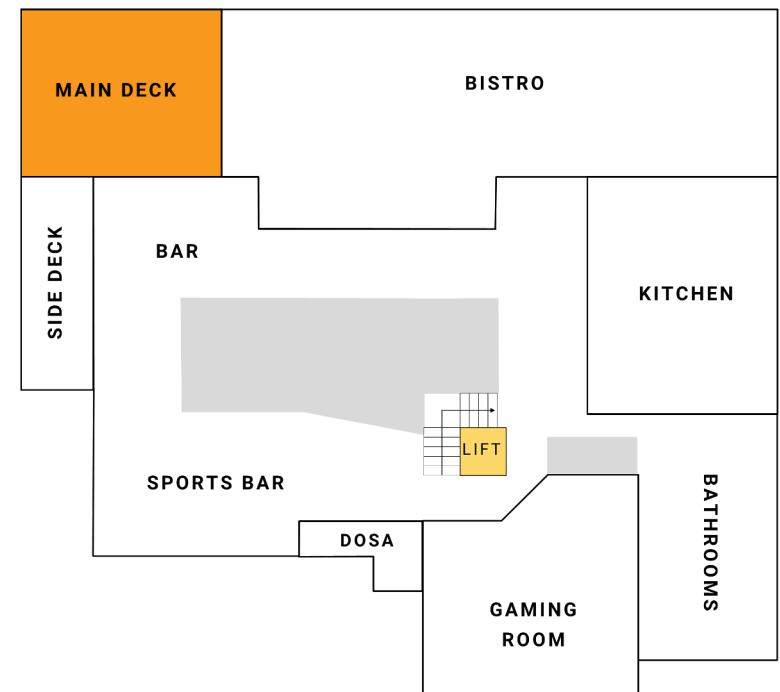 MAIN DECK
BISTRO
SIDE DECK
BAR
KITCHEN
LIFT
SPORTS BAR
DOSA
BATHROOMS
GAMING
ROOM